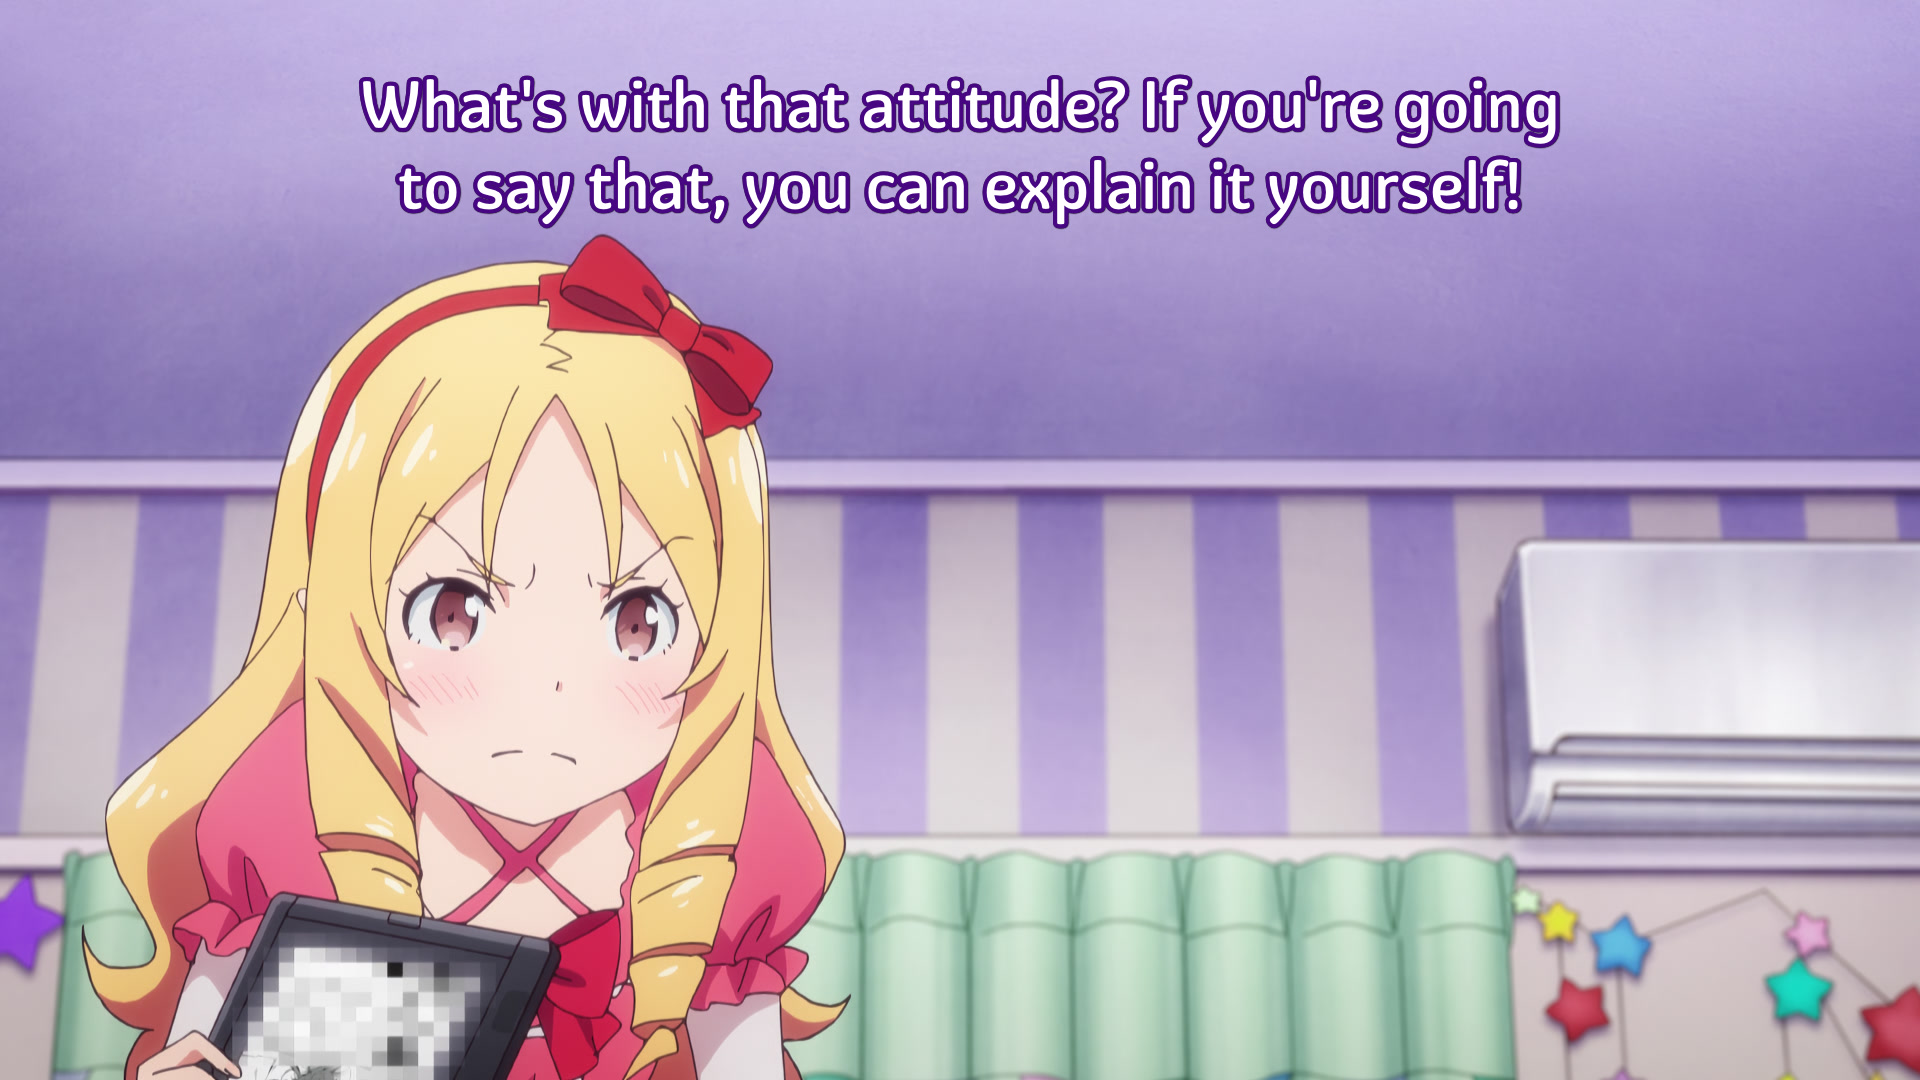 What's with that attitude? If you're going
to say that, you can explain it yourself!